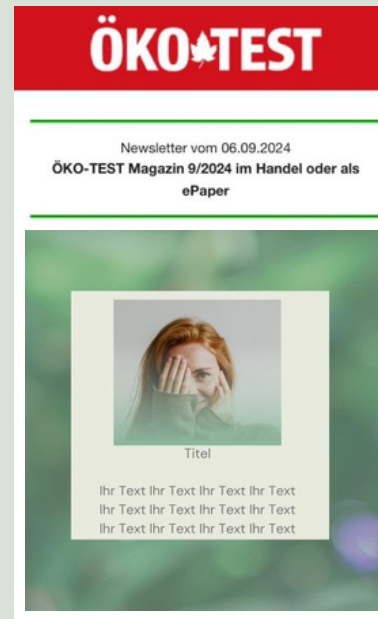 ÖKO TEST
Newsletter vom 06.09.2024
ÖKO-TEST Magazin 9/2024 im Handel oder als
ePaper
Titel
Ihr Text Ihr Text Ihr Text Ihr Text
Ihr Text Ihr Text Ihr Text Ihr Text
Ihr Text Ihr Text Ihr Text Ihr Text